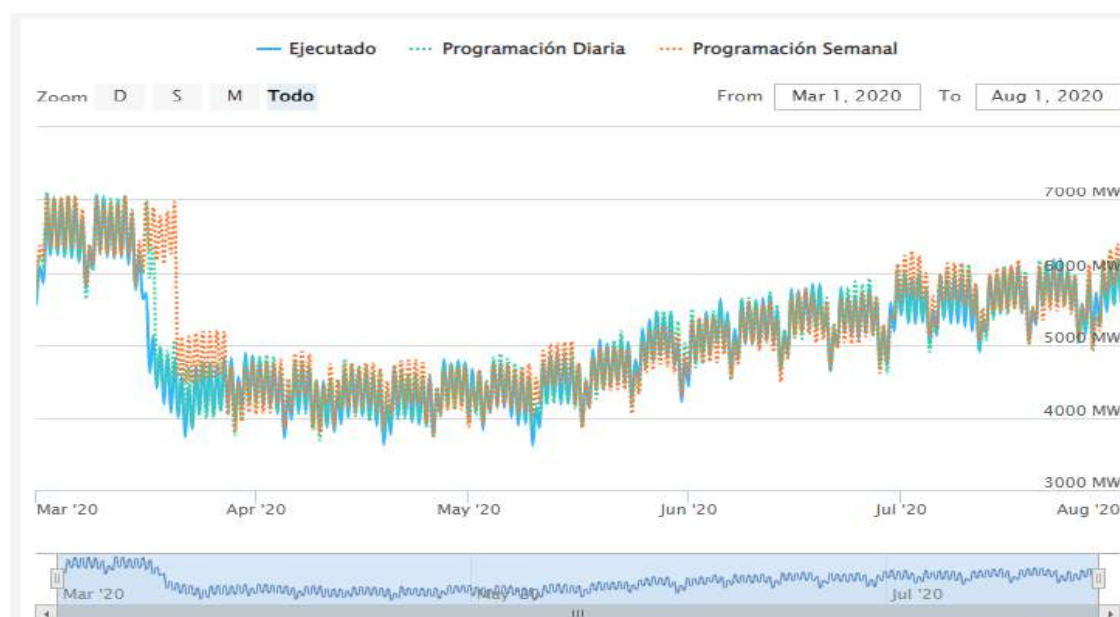 Ejecutado Programación Diaria Programación Semanal
Zoom D S M Todo From Mar 1, 2020 To Aug 1, 2020
7000 MW
6000 MW
5000 MW
4000 MW
3000 MW
Mar '20 Apr '20 May '20 Jun '20 Jul '20 Aug '20
Mar '20 May '20 Jul '20